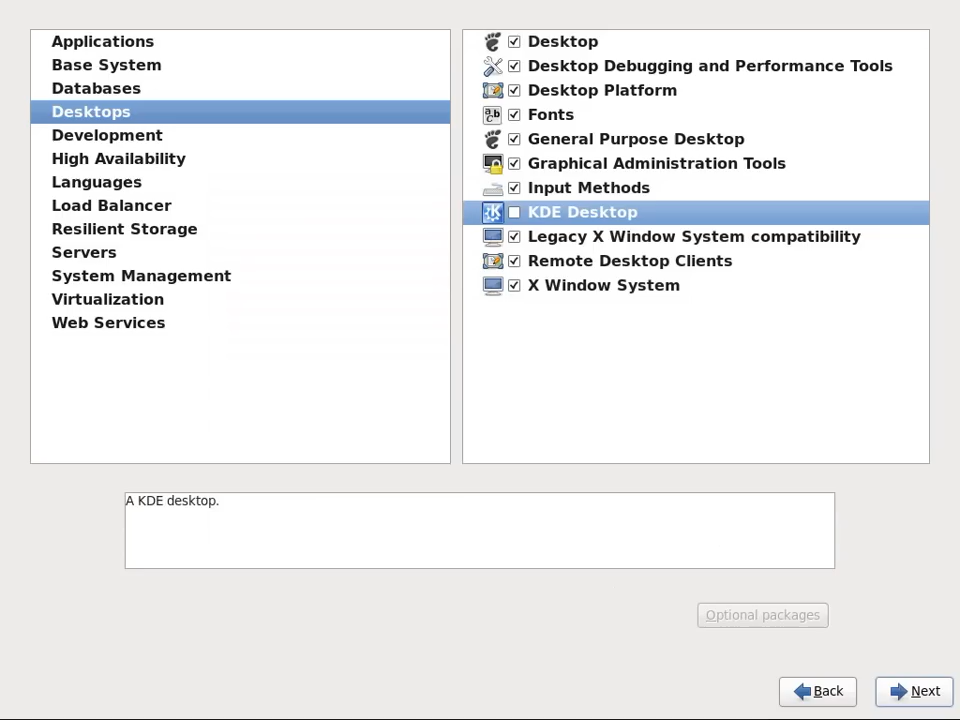 Applications
Base System
Databases
Desktops
Development
High Availability
Languages
Load Balancer
Resilient Storage
Servers
System Management
Virtualization
Web Services
Desktop
Desktop Debugging and Performance Tools
Desktop Platform
Fonts
General Purpose Desktop
Graphical Administration Tools
Input Methods
KDE Desktop
Legacy X Window System compatibility
Remote Desktop Clients
X Window System
A KDE desktop.
Optional packages
Back
Next